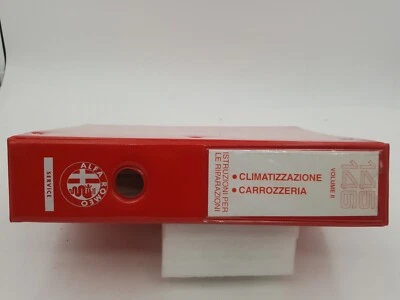 SERVICE
ALFA ROMEO
ISTRUZIONI PER
LE RIPARAZIONI
• CLIMATIZZAZIONE
• CARROZZERIA
VOLUME II
145
146